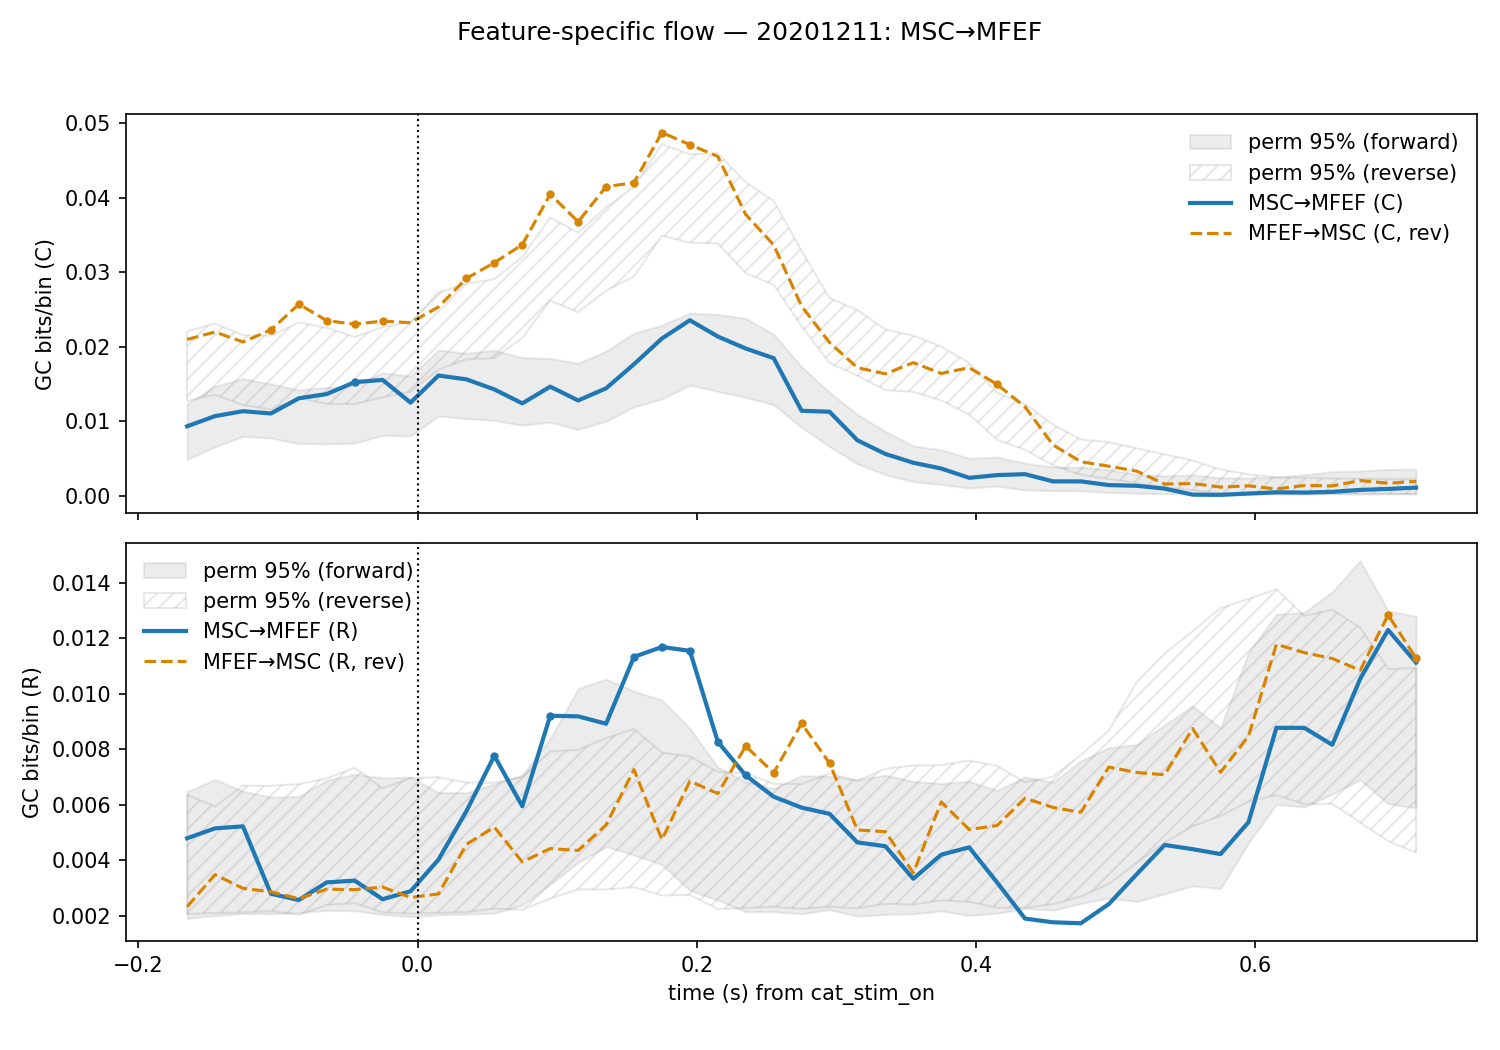 Feature-specific flow — 20201211: MSC→MFEF
GC bits/bin (C)
0.05
0.04
0.03
0.02
0.01
0.00
perm 95% (forward)
perm 95% (reverse)
MSC→MFEF (C)
MFEF→MSC (C, rev)
GC bits/bin (R)
0.014
0.012
0.010
0.008
0.006
0.004
0.002
perm 95% (forward)
perm 95% (reverse)
MSC→MFEF (R)
MFEF→MSC (R, rev)
−0.2 0.0 0.2 0.4 0.6
time (s) from cat_stim_on